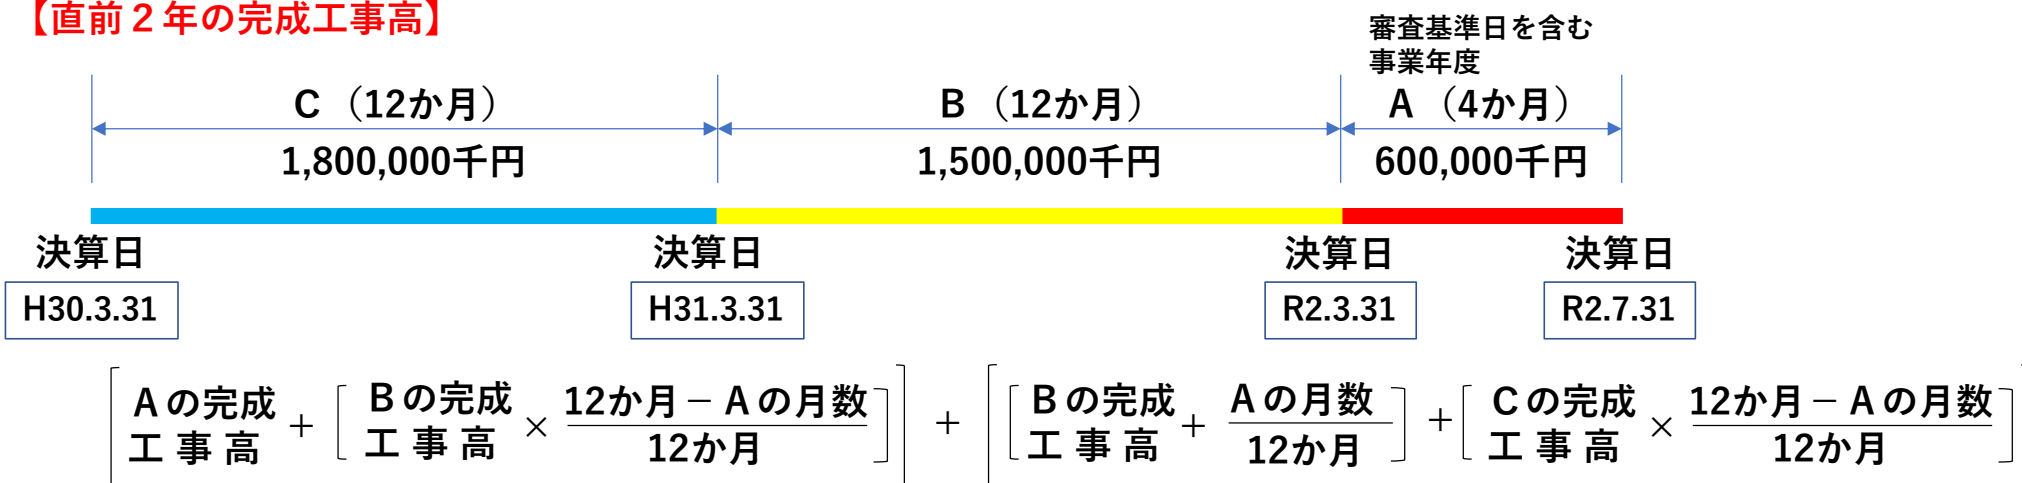 【直前２年の完成工事高】
審査基準日を含む
事業年度
C（12か月）
B（12か月）
A（4か月）
1,800,000千円
1,500,000千円
600,000千円
決算日
決算日
決算日
決算日
H30.3.31
H31.3.31
R2.3.31
R2.7.31
Aの完成
工事高
+
Bの完成
工事高
×
12か月－Aの月数
12か月
+
Bの完成
工事高
+
Aの月数
12か月
+
Cの完成
工事高
×
12か月－Aの月数
12か月